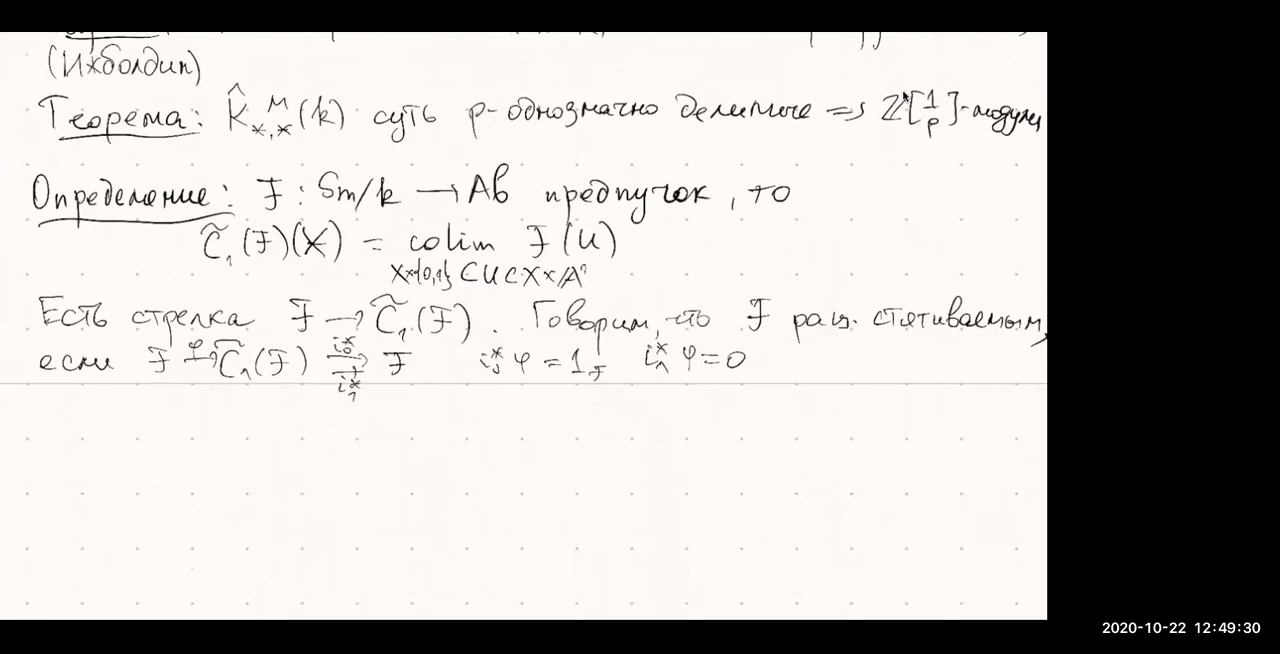 (Ижболдин)
Теорема: K̂^M_{*,*}(k) суть p-однозначно делимые => Z[1/p]-модули
Определение: F : Sm/k → Ab предпучок, то
C̃₁(F)(X) = colim F(U)
X×{0,1} ⊂ U ⊂ X×A¹
Есть стрелка F → C̃₁(F). Говорим, что F рац. стягиваемым,
если F →^φ C̃₁(F) ⇉ F i₀* φ = 1_F i₁* φ = 0
i₀*
i₁*
2020-10-22 12:49:30